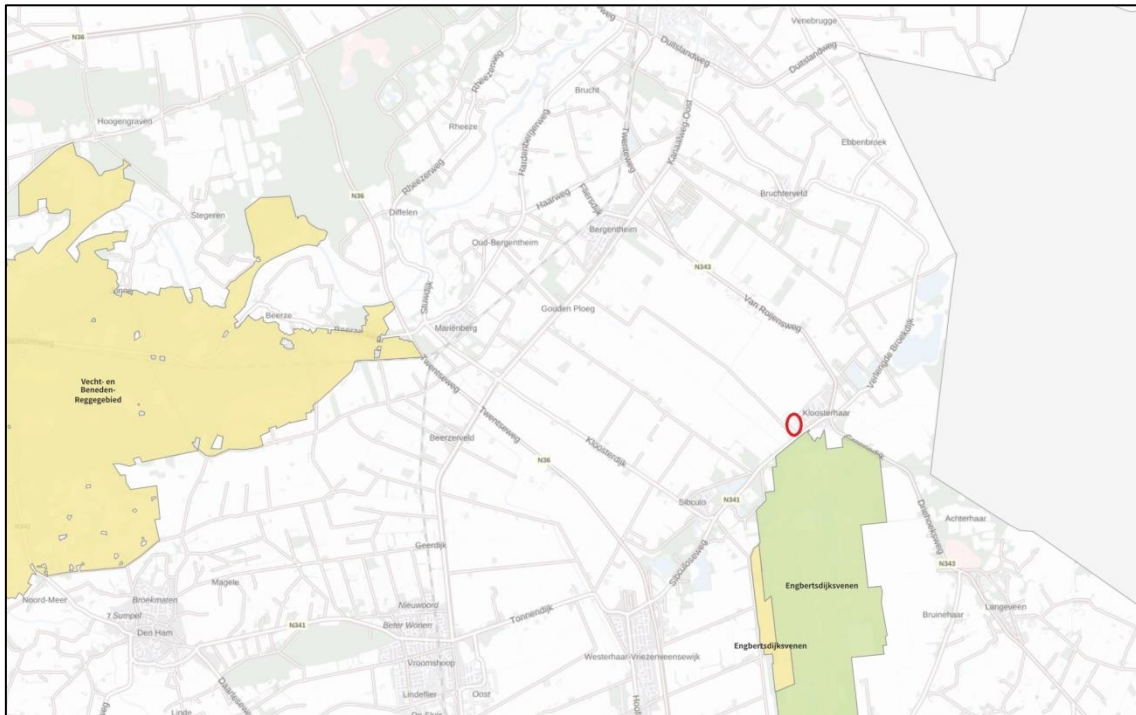 N36
N36
Venebrugge
Duitslandweg
Duitslandweg
Rheezerweg
Brucht
Hoogengraven
Rheeze
Hardenbergerweg
Twenteweg
Kanaalweg-Oost
Ebbenbroek
Rheezerweg
N36
Haarweg
Bruchterveld
Stegeren
Diffelen
Bergentheim
Oud-Bergentheim
N343
Gouden Ploeg
Van Roijensweg
Beerze
Mariënberg
Verlengde Broekdijk
Vecht- en
Beneden-
Reggegebied
Twentseweg
Twentseweg
Kloosterhaar
Beerzerveld
Kloosterdijk
N36
Sibculo
N341
Driehoeksweg
Achterhaar
Geerdijk
Sibculoseweg
N343
Magele
Engbertsdijksvenen
Noord-Meer
Broekmaten
Nieuwoord
Langeveen
't Sumpel
Tonnendijk
Bruinehaar
Den Ham
N341
Beter Wonen
Engbertsdijksvenen
Westerhaar-Vriezenveensewijk
Vroomshoop
Lindeflier
Oost
Linde